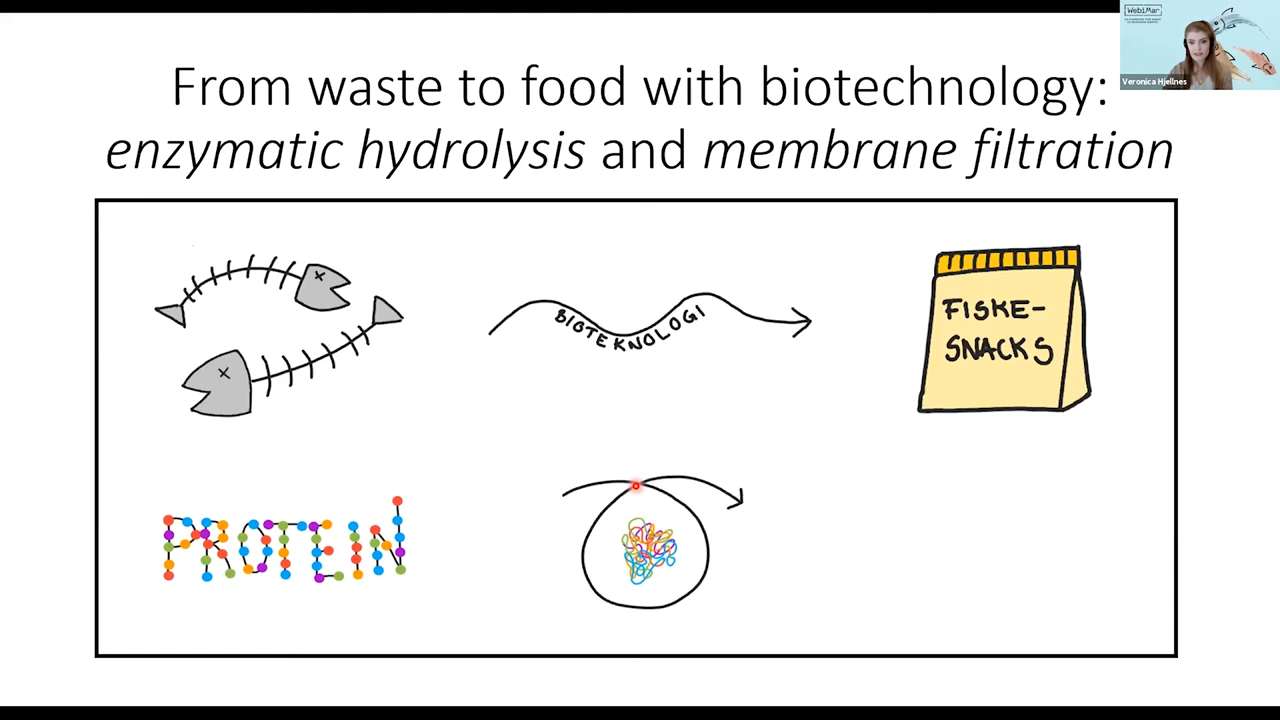 From waste to food with biotechnology:
enzymatic hydrolysis and membrane filtration
BIOTEKNOLOGI
FISKE-
SNACKS
PROTEIN
WebiMar
Veronica Hjellnes